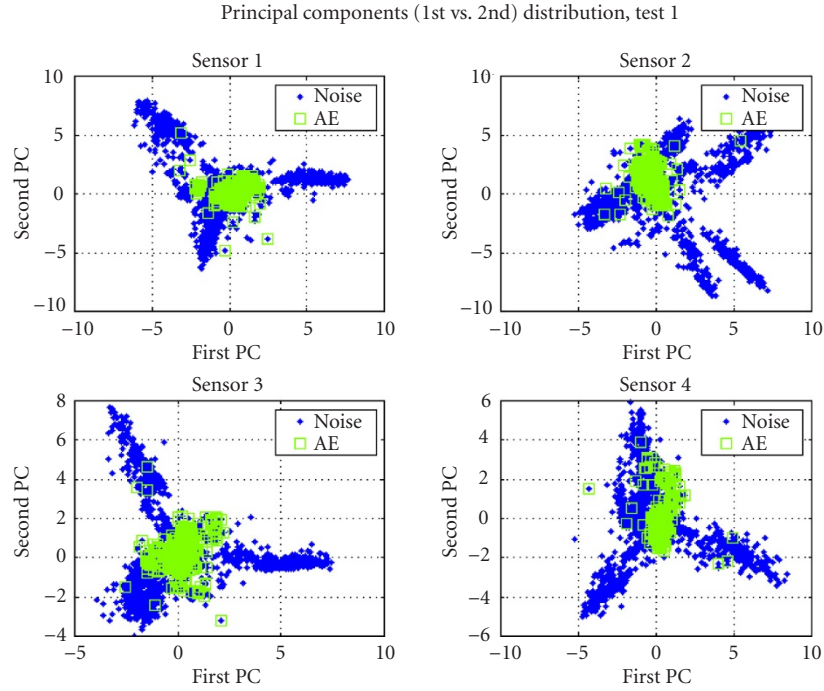 Principal components (1st vs. 2nd) distribution, test 1
Sensor 1
10
5
0
−5
−10
−10 −5 0 5 10
Second PC
First PC
Noise
AE
Sensor 2
10
5
0
−5
−10
−10 −5 0 5 10
Second PC
First PC
Noise
AE
Sensor 3
8
6
4
2
0
−2
−4
−5 0 5 10
Second PC
First PC
Noise
AE
Sensor 4
6
4
2
0
−2
−4
−6
−10 −5 0 5 10
Second PC
First PC
Noise
AE